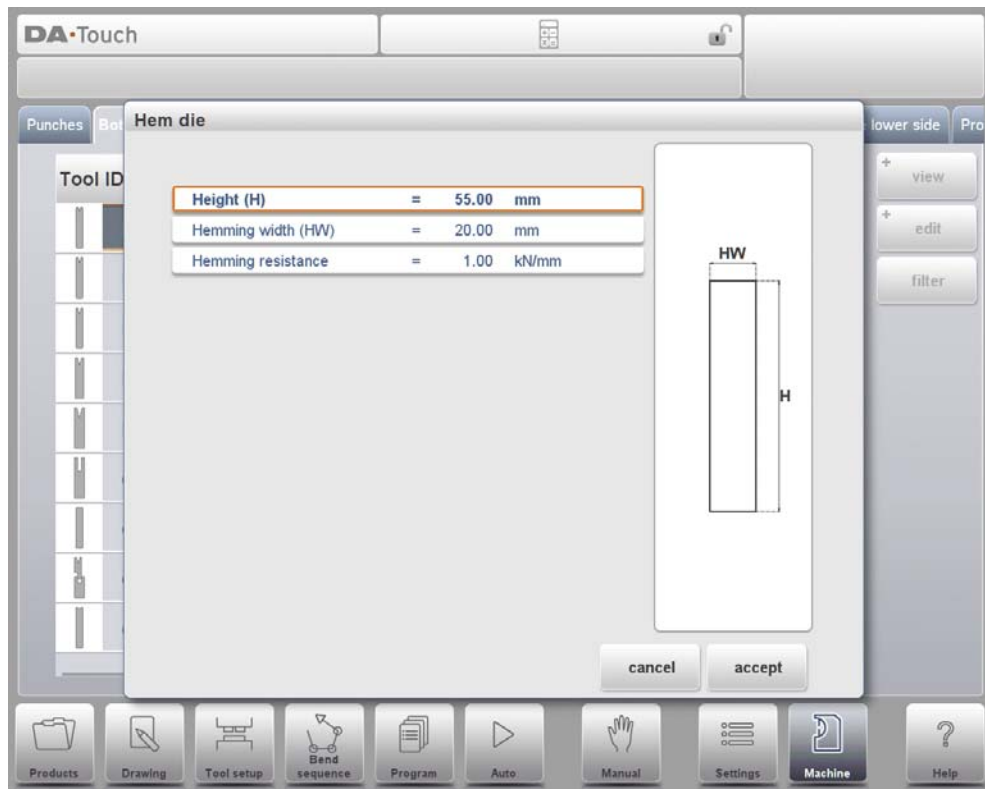 DA•Touch
Punches Bot lower side Pro
Hem die
Tool ID
Height (H) = 55.00 mm
Hemming width (HW) = 20.00 mm
Hemming resistance = 1.00 kN/mm
HW
H
+ view
+ edit
filter
cancel accept
Products Drawing Tool setup Bend sequence Program Auto Manual Settings Machine Help